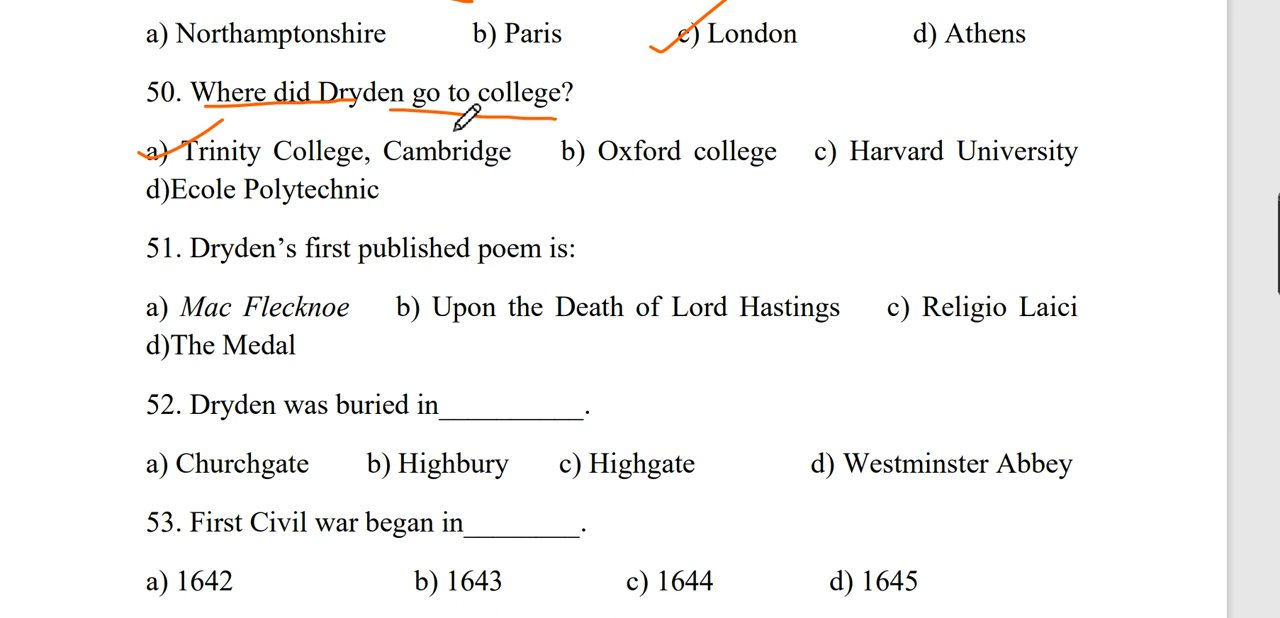 a) Northamptonshire b) Paris c) London d) Athens
50. Where did Dryden go to college?
a) Trinity College, Cambridge b) Oxford college c) Harvard University
d)Ecole Polytechnic
51. Dryden’s first published poem is:
a) Mac Flecknoe b) Upon the Death of Lord Hastings c) Religio Laici
d)The Medal
52. Dryden was buried in__________.
a) Churchgate b) Highbury c) Highgate d) Westminster Abbey
53. First Civil war began in________.
a) 1642 b) 1643 c) 1644 d) 1645